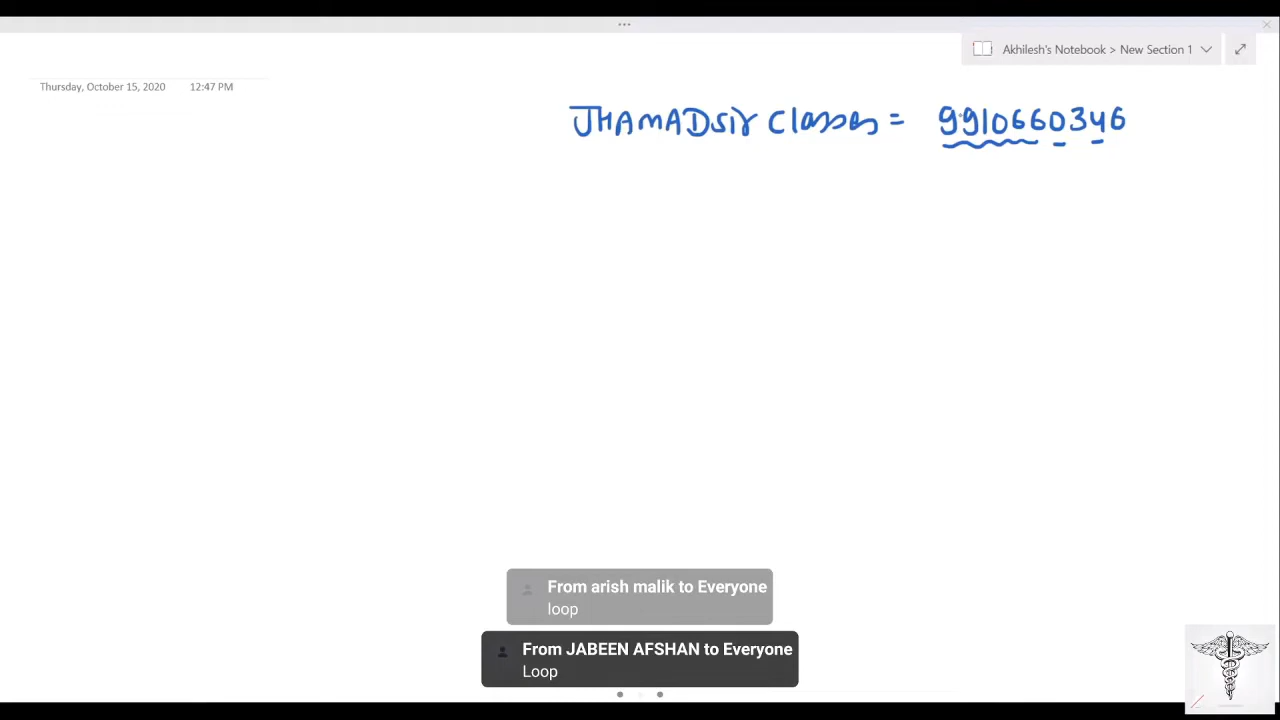 Akhilesh's Notebook > New Section 1
Thursday, October 15, 2020 12:47 PM
JHAMADSir Classes = 9910660346
From arish malik to Everyone
loop
From JABEEN AFSHAN to Everyone
Loop